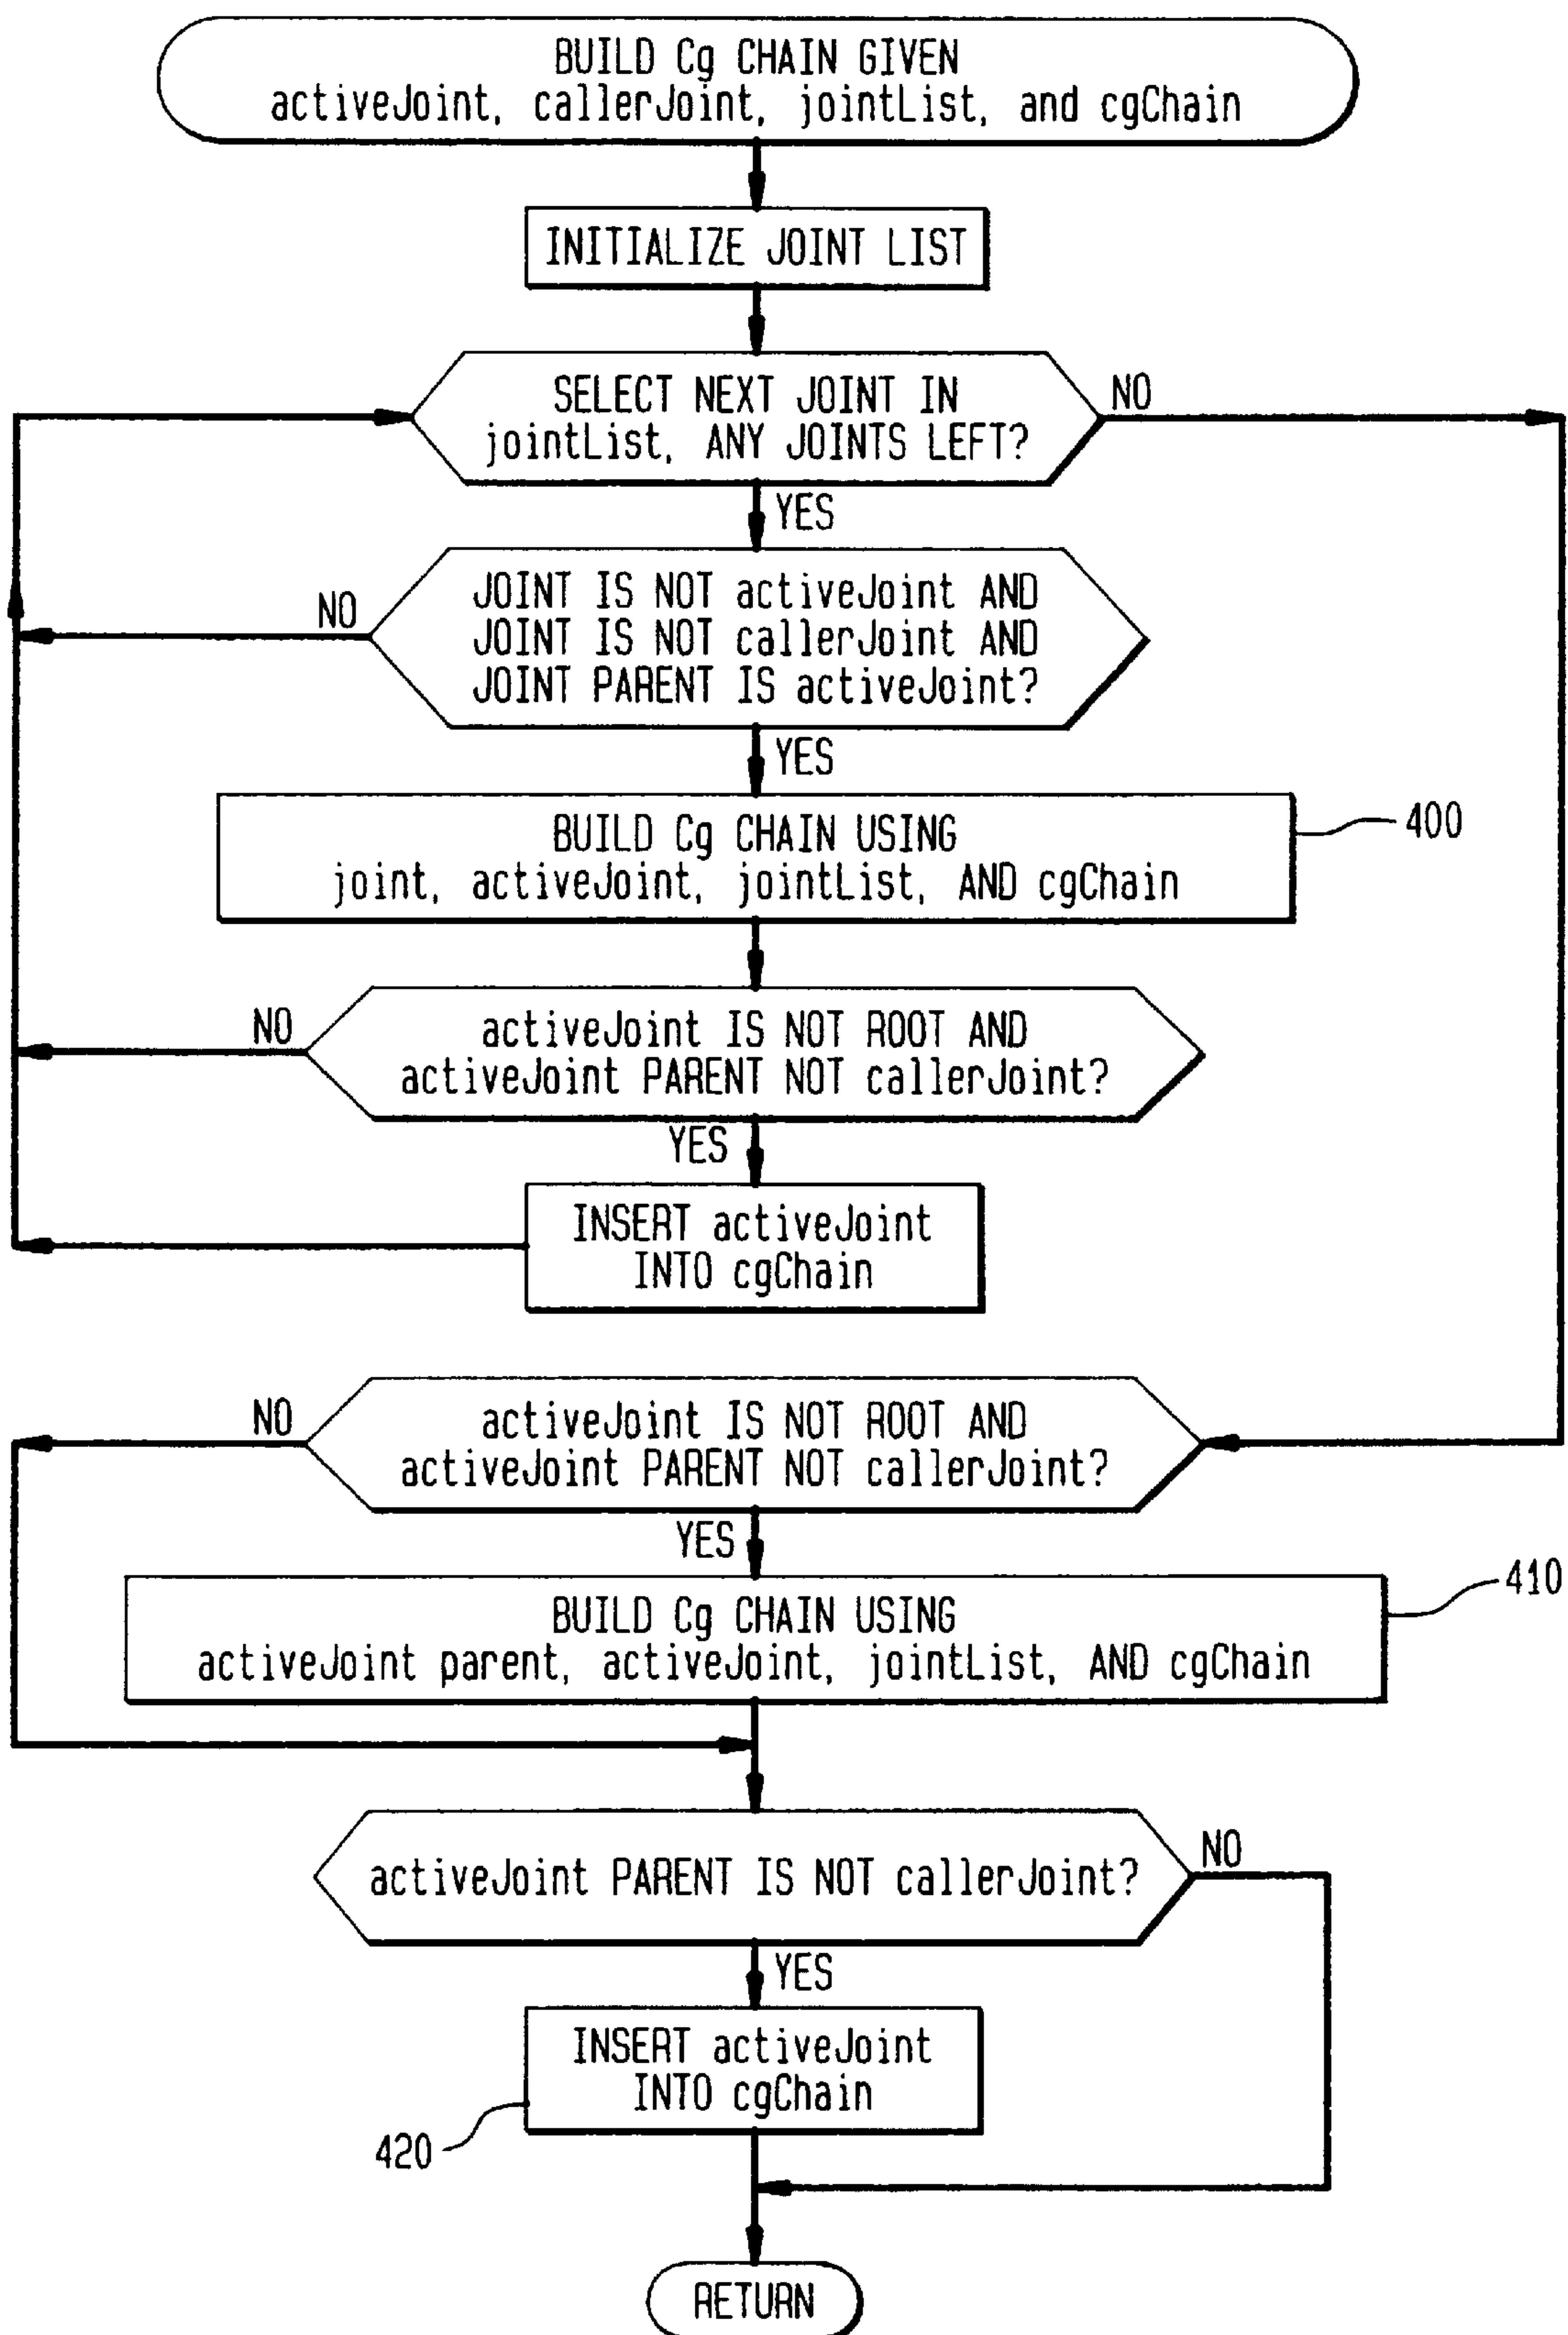 BUILD Cg CHAIN GIVEN
activeJoint, callerJoint, jointList, and cgChain
INITIALIZE JOINT LIST
SELECT NEXT JOINT IN
jointList, ANY JOINTS LEFT?
NO
YES
JOINT IS NOT activeJoint AND
JOINT IS NOT callerJoint AND
JOINT PARENT IS activeJoint?
NO
YES
BUILD Cg CHAIN USING
joint, activeJoint, jointList, AND cgChain
400
activeJoint IS NOT ROOT AND
activeJoint PARENT NOT callerJoint?
NO
YES
INSERT activeJoint
INTO cgChain
activeJoint IS NOT ROOT AND
activeJoint PARENT NOT callerJoint?
NO
YES
BUILD Cg CHAIN USING
activeJoint parent, activeJoint, jointList, AND cgChain
410
activeJoint PARENT IS NOT callerJoint?
NO
YES
INSERT activeJoint
INTO cgChain
420
RETURN